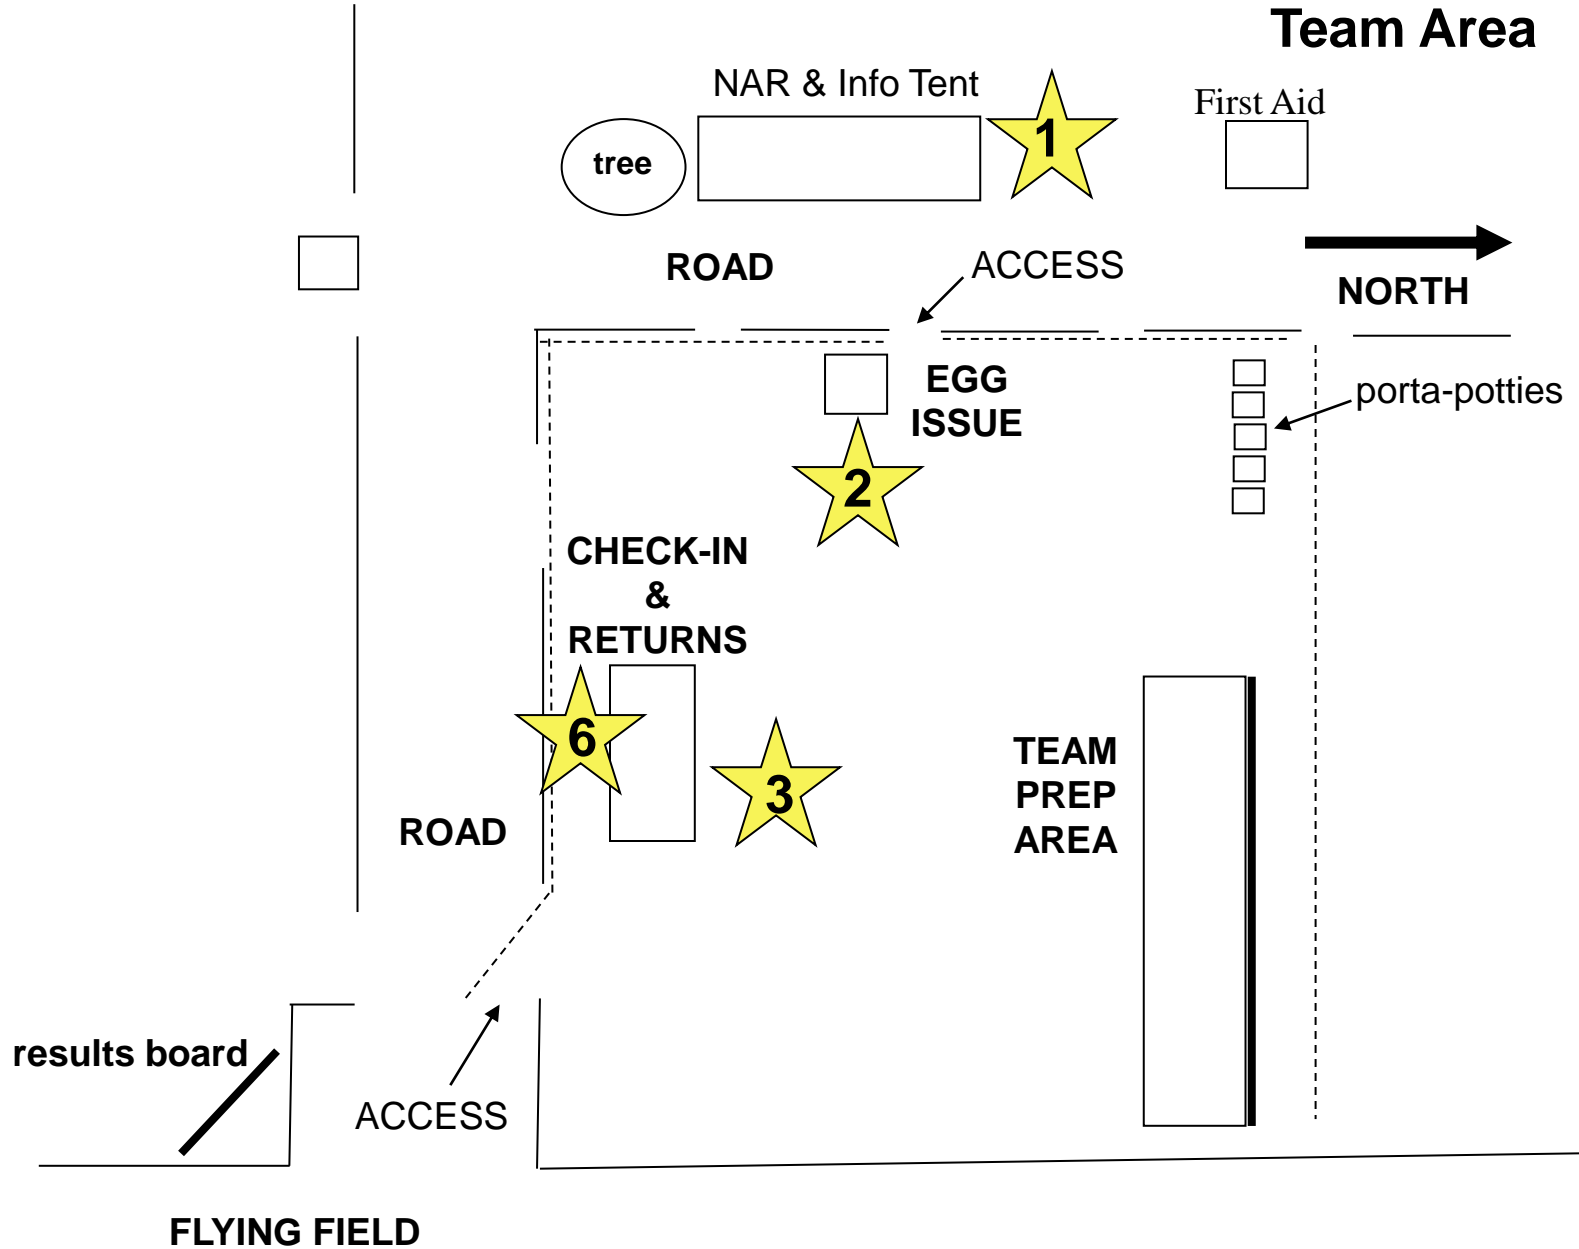 Team Area
NAR & Info Tent
1
First Aid
tree
ROAD
ACCESS
NORTH
EGG
ISSUE
porta-potties
2
CHECK-IN
&
RETURNS
6
3
TEAM
PREP
AREA
ROAD
results board
ACCESS
FLYING FIELD